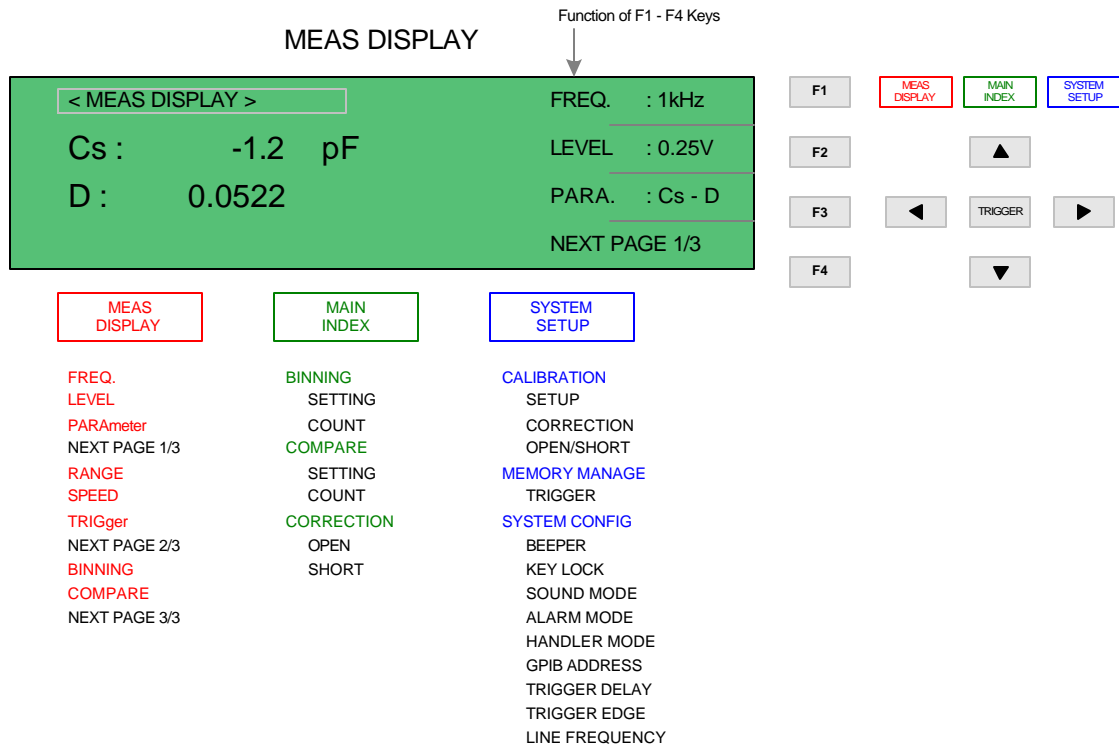 Function of F1 - F4 Keys
MEAS DISPLAY
< MEAS DISPLAY >
Cs : -1.2 pF
D : 0.0522
FREQ. : 1kHz
LEVEL : 0.25V
PARA. : Cs - D
NEXT PAGE 1/3
F1
MEAS
DISPLAY
MAIN
INDEX
SYSTEM
SETUP
F2
F3
TRIGGER
F4
MEAS
DISPLAY
FREQ.
LEVEL
PARAmeter
NEXT PAGE 1/3
RANGE
SPEED
TRIGger
NEXT PAGE 2/3
BINNING
COMPARE
NEXT PAGE 3/3
MAIN
INDEX
BINNING
SETTING
COUNT
COMPARE
SETTING
COUNT
CORRECTION
OPEN
SHORT
SYSTEM
SETUP
CALIBRATION
SETUP
CORRECTION
OPEN/SHORT
MEMORY MANAGE
TRIGGER
SYSTEM CONFIG
BEEPER
KEY LOCK
SOUND MODE
ALARM MODE
HANDLER MODE
GPIB ADDRESS
TRIGGER DELAY
TRIGGER EDGE
LINE FREQUENCY